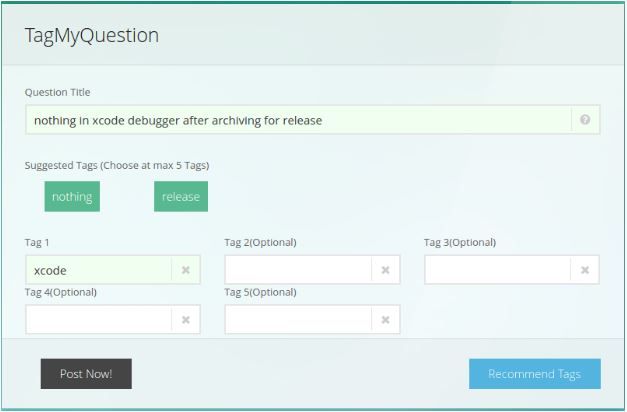 TagMyQuestion
Question Title
nothing in xcode debugger after archiving for release
Suggested Tags (Choose at max 5 Tags)
nothing release
Tag 1 Tag 2(Optional) Tag 3(Optional)
xcode
Tag 4(Optional) Tag 5(Optional)
Post Now! Recommend Tags